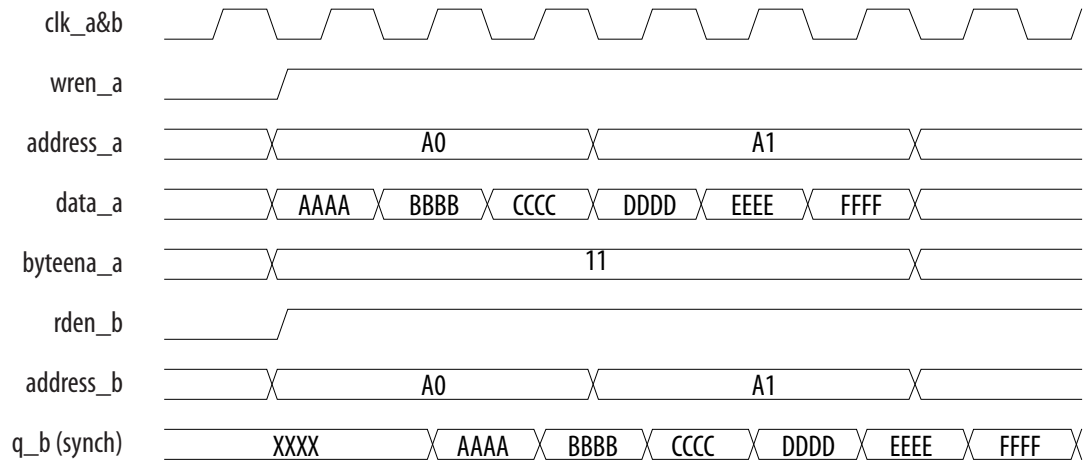 clk_a&b
wren_a
address_a A0 A1
data_a AAAA BBBB CCCC DDDD EEEE FFFF
byteena_a 11
rden_b
address_b A0 A1
q_b (synch) XXXX AAAA BBBB CCCC DDDD EEEE FFFF